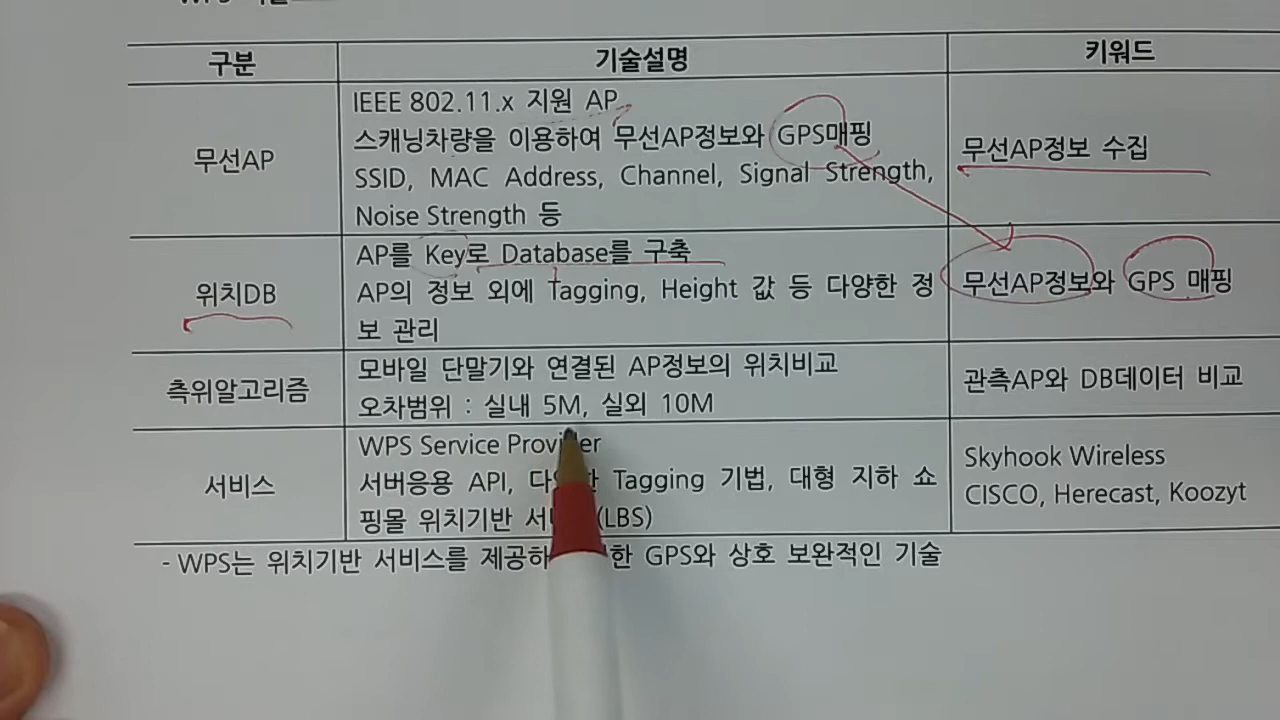 구분 기술설명 키워드
무선AP
IEEE 802.11.x 지원 AP
스캐닝차량을 이용하여 무선AP정보와 GPS매핑
SSID, MAC Address, Channel, Signal Strength,
Noise Strength 등
무선AP정보 수집
위치DB
AP를 Key로 Database를 구축
AP의 정보 외에 Tagging, Height 값 등 다양한 정
보 관리
무선AP정보와 GPS 매핑
측위알고리즘
모바일 단말기와 연결된 AP정보의 위치비교
오차범위 : 실내 5M, 실외 10M
관측AP와 DB데이터 비교
서비스
WPS Service Provider
서버응용 API, Tagging 기법, 대형 지하 쇼
핑몰 위치기반 (LBS)
Skyhook Wireless
CISCO, Herecast, Koozyt
- WPS는 위치기반 서비스를 GPS와 상호 보완적인 기술